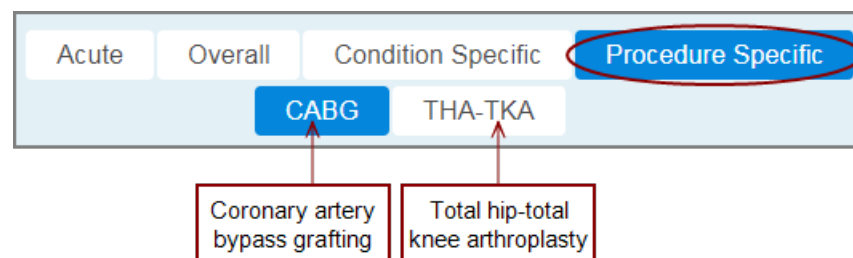 Acute Overall Condition Specific Procedure Specific
CABG THA-TKA
Coronary artery
bypass grafting
Total hip-total
knee arthroplasty